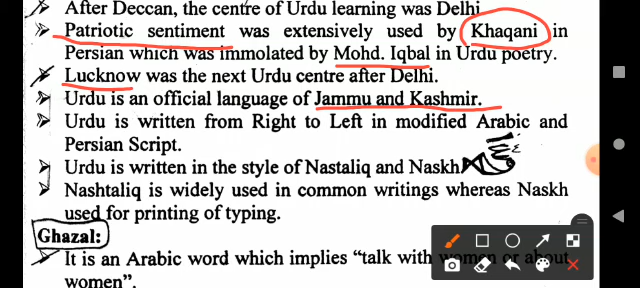 After Deccan, the centre of Urdu learning was Delhi
Patriotic sentiment was extensively used by Khaqani in
Persian which was immolated by Mohd. Iqbal in Urdu poetry.
Lucknow was the next Urdu centre after Delhi.
Urdu is an official language of Jammu and Kashmir.
Urdu is written from Right to Left in modified Arabic and
Persian Script.
Urdu is written in the style of Nastaliq and Naskh
Nashtaliq is widely used in common writings whereas Naskh
used for printing of typing.
Ghazal:
It is an Arabic word which implies “talk with women or about
women”.